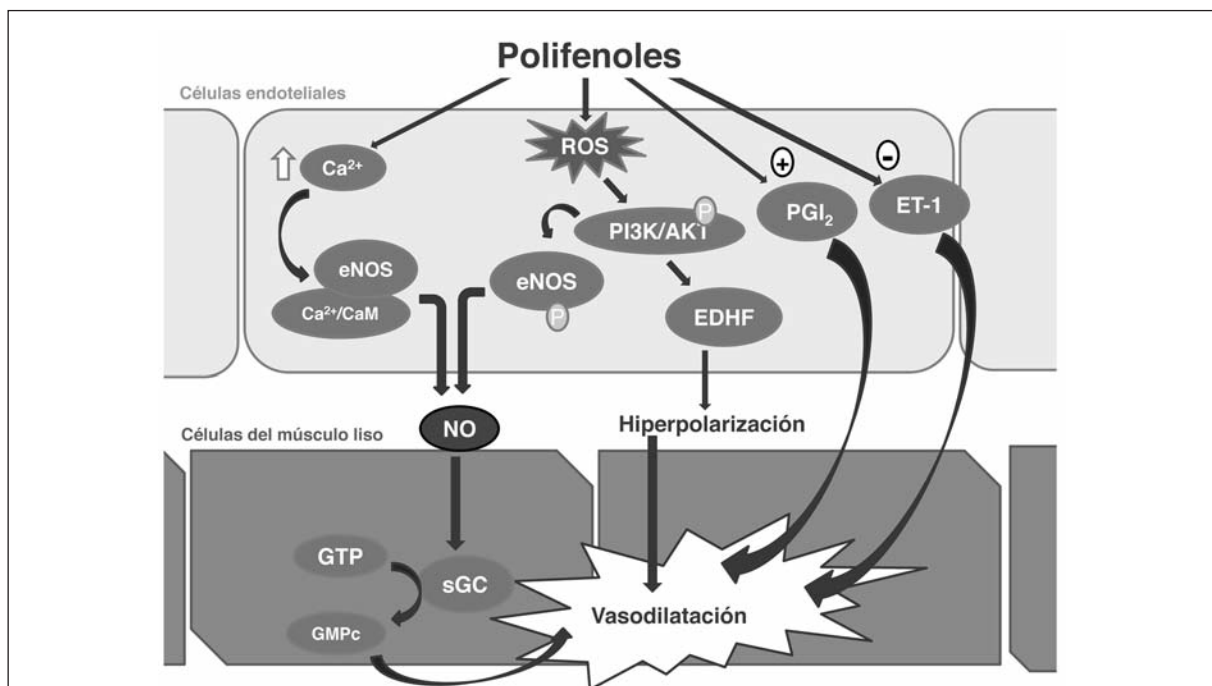 Polifenoles
Células endoteliales
ROS
Ca²⁺
+
-
PGI₂
ET-1
P
PI3K/AKT
eNOS
Ca²⁺/CaM
eNOS
P
EDHF
Hiperpolarización
NO
Células del músculo liso
GTP
sGC
GMPc
Vasodilatación